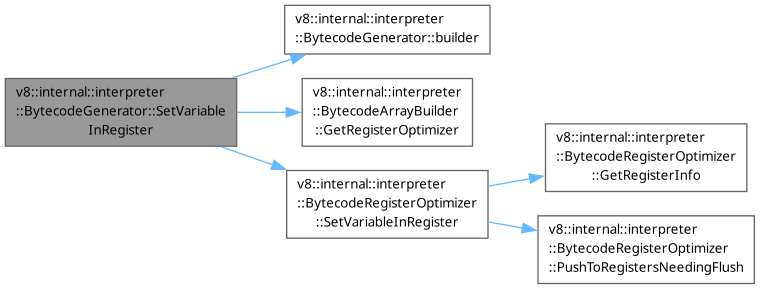 v8::internal::interpreter
::BytecodeGenerator::SetVariable
InRegister
v8::internal::interpreter
::BytecodeGenerator::builder
v8::internal::interpreter
::BytecodeArrayBuilder
::GetRegisterOptimizer
v8::internal::interpreter
::BytecodeRegisterOptimizer
::SetVariableInRegister
v8::internal::interpreter
::BytecodeRegisterOptimizer
::GetRegisterInfo
v8::internal::interpreter
::BytecodeRegisterOptimizer
::PushToRegistersNeedingFlush